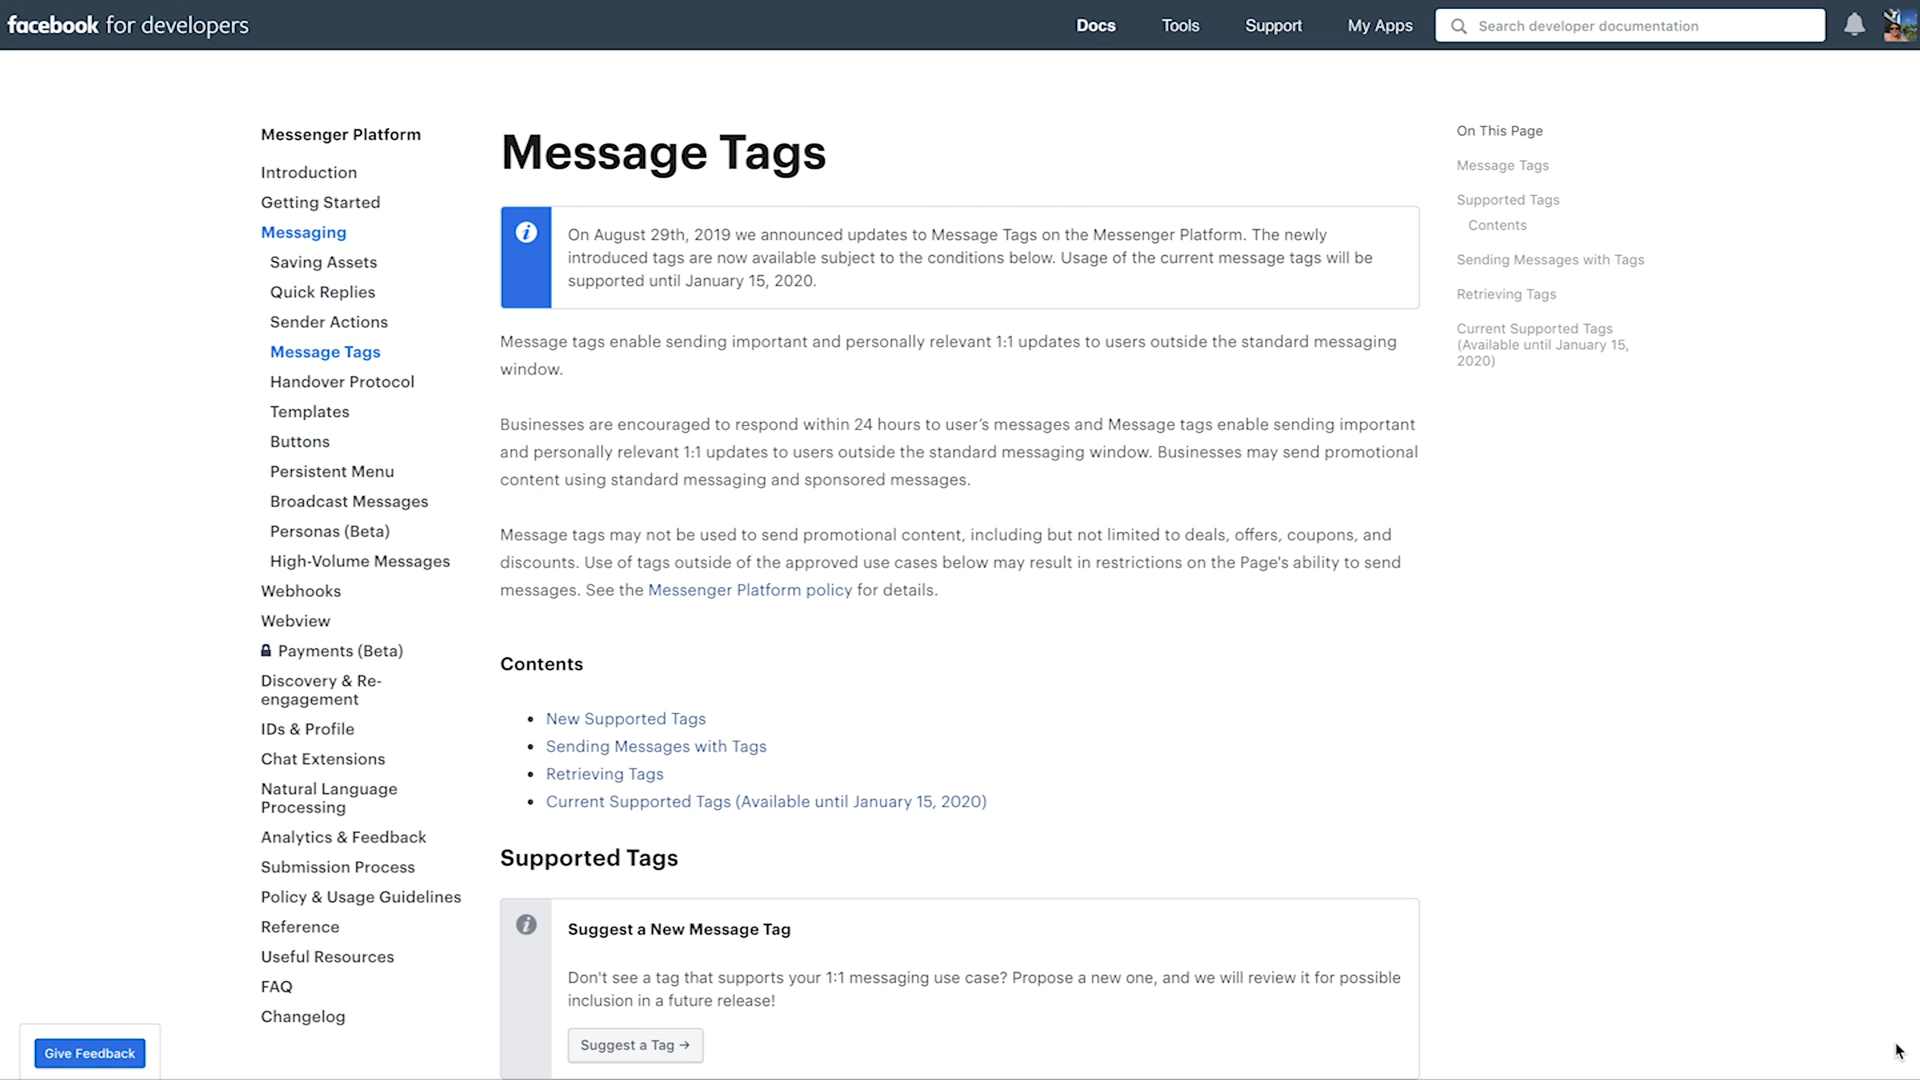 facebook for developers
Docs
Tools
Support
My Apps
Search developer documentation
Messenger Platform
Introduction
Getting Started
Messaging
Saving Assets
Quick Replies
Sender Actions
Message Tags
Handover Protocol
Templates
Buttons
Persistent Menu
Broadcast Messages
Personas (Beta)
High-Volume Messages
Webhooks
Webview
Payments (Beta)
Discovery & Re-
engagement
IDs & Profile
Chat Extensions
Natural Language
Processing
Analytics & Feedback
Submission Process
Policy & Usage Guidelines
Reference
Useful Resources
FAQ
Changelog
Give Feedback
Message Tags
On August 29th, 2019 we announced updates to Message Tags on the Messenger Platform. The newly
introduced tags are now available subject to the conditions below. Usage of the current message tags will be
supported until January 15, 2020.
Message tags enable sending important and personally relevant 1:1 updates to users outside the standard messaging
window.
Businesses are encouraged to respond within 24 hours to user's messages and Message tags enable sending important
and personally relevant 1:1 updates to users outside the standard messaging window. Businesses may send promotional
content using standard messaging and sponsored messages.
Message tags may not be used to send promotional content, including but not limited to deals, offers, coupons, and
discounts. Use of tags outside of the approved use cases below may result in restrictions on the Page's ability to send
messages. See the Messenger Platform policy for details.
Contents
New Supported Tags
Sending Messages with Tags
Retrieving Tags
Current Supported Tags (Available until January 15, 2020)
Supported Tags
Suggest a New Message Tag
Don't see a tag that supports your 1:1 messaging use case? Propose a new one, and we will review it for possible
inclusion in a future release!
Suggest a Tag →
On This Page
Message Tags
Supported Tags
Contents
Sending Messages with Tags
Retrieving Tags
Current Supported Tags
(Available until January 15,
2020)